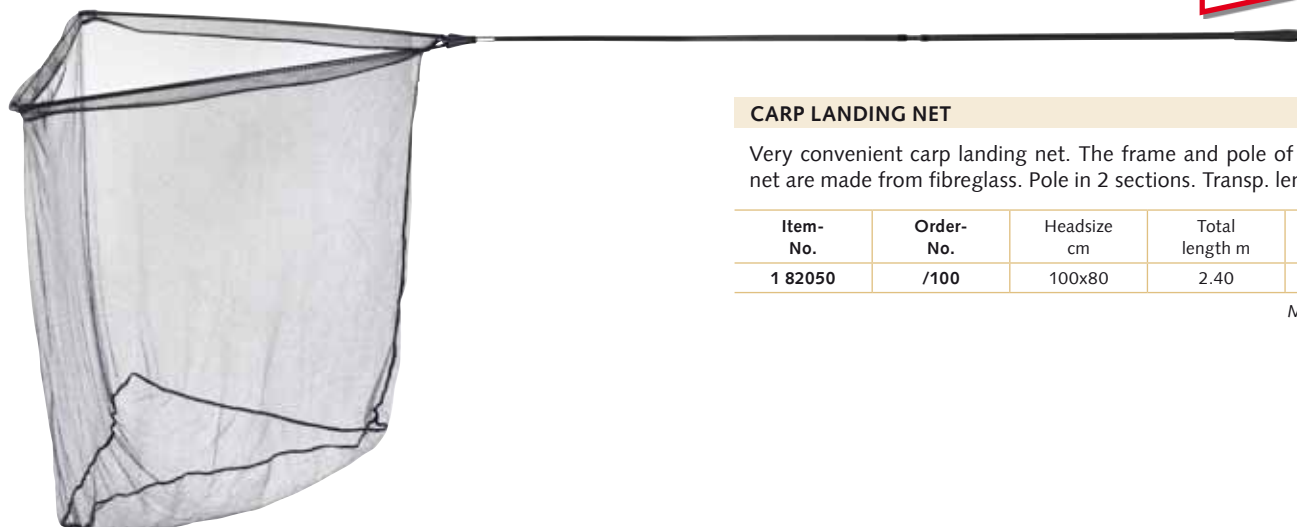 CARP LANDING NET
Very convenient carp landing net. The frame and pole of
net are made from fibreglass. Pole in 2 sections. Transp.
Item- Order- Headsize Total
No. No. cm length m
1 82050 /100 100x80 2.40